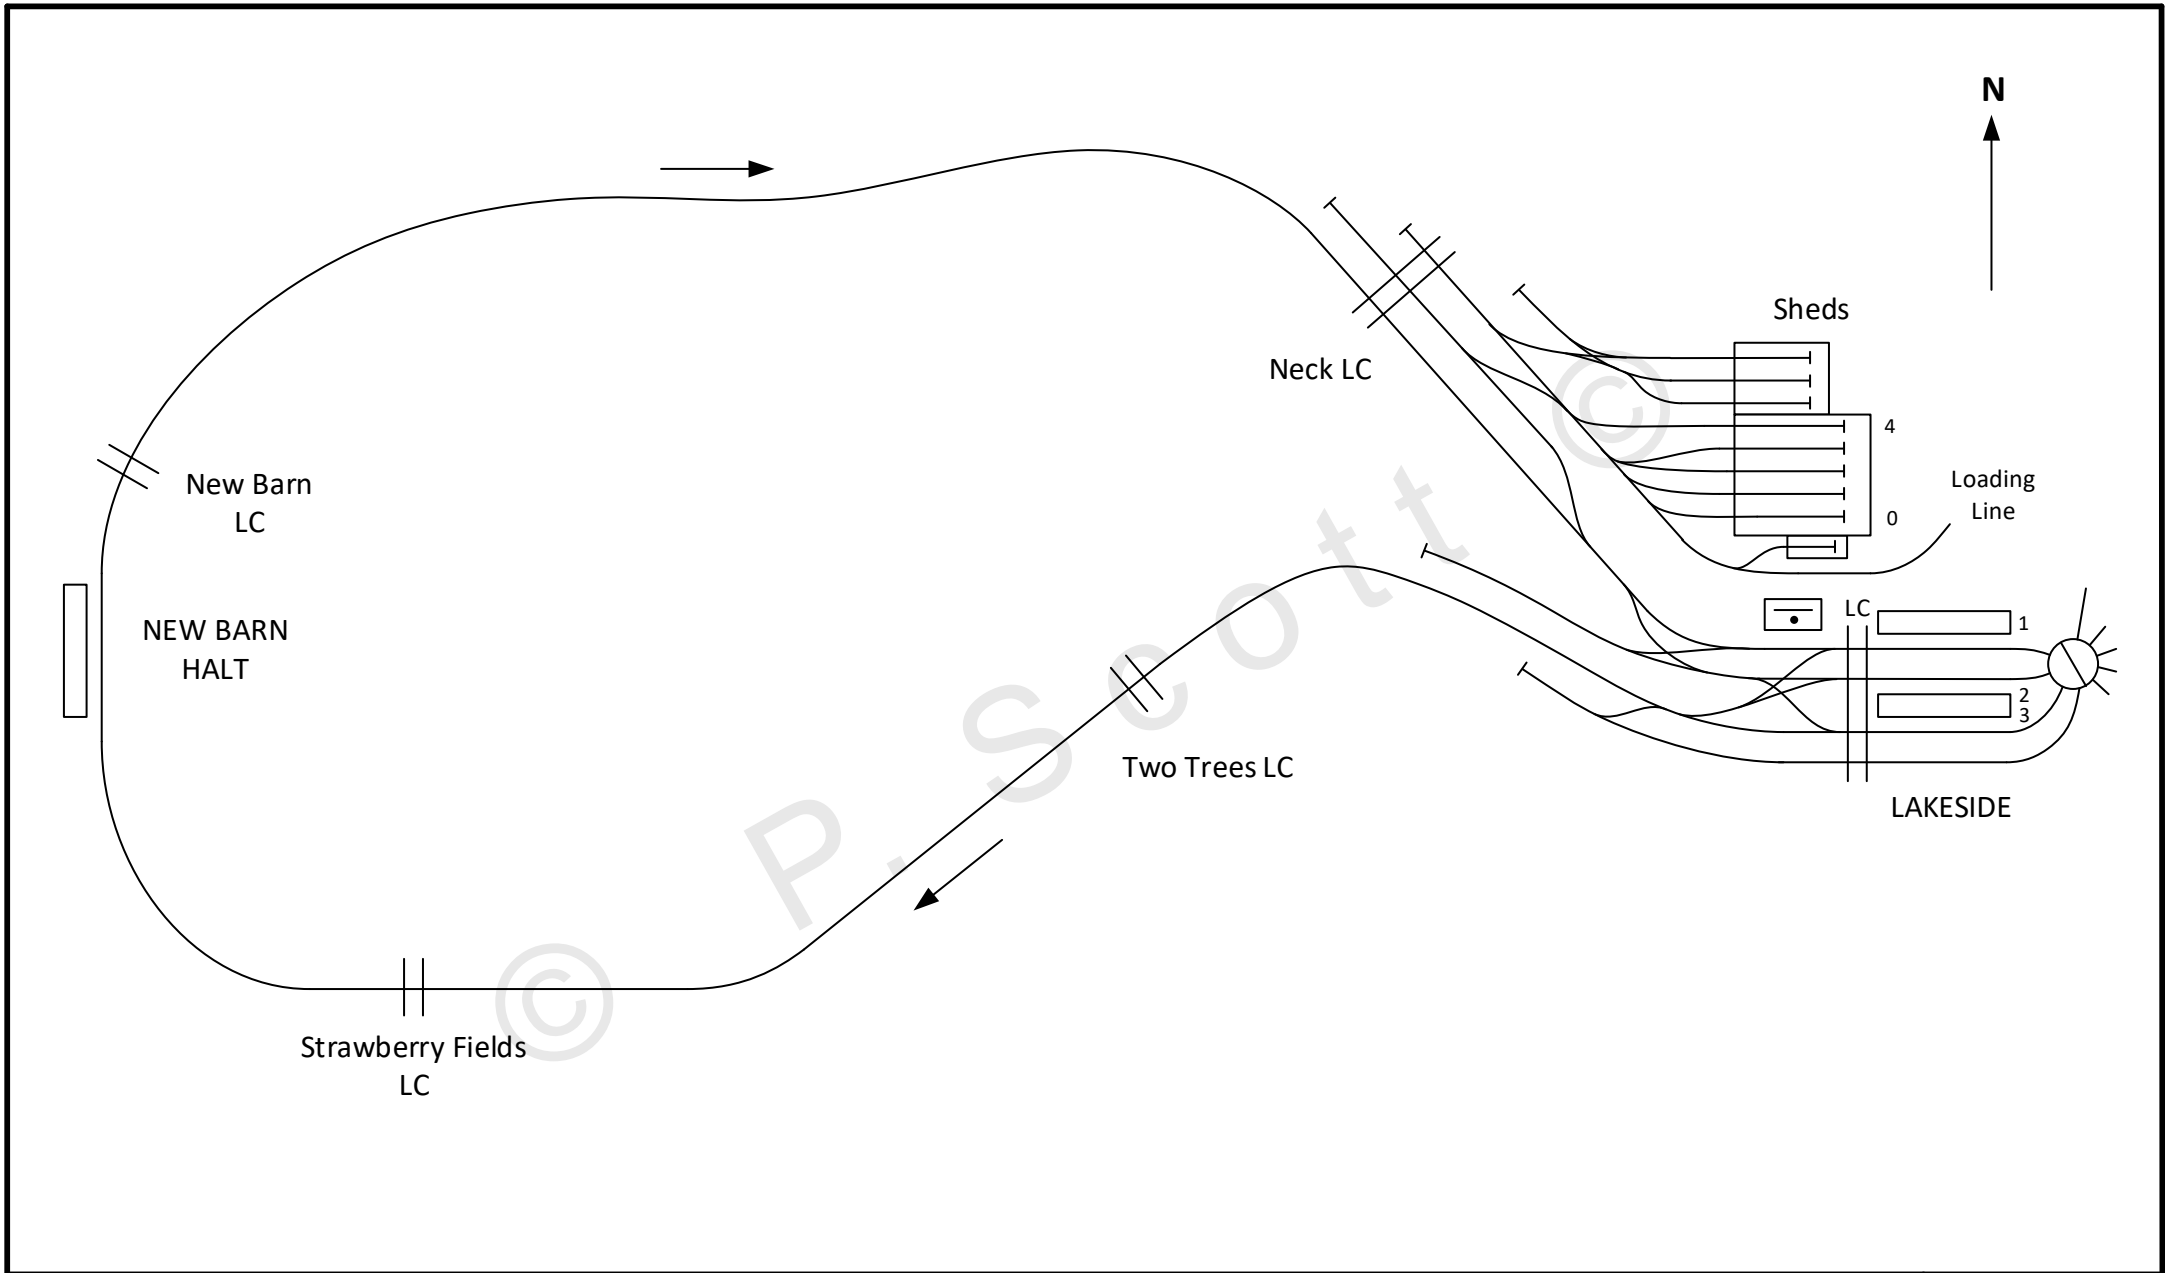 N
Sheds
Neck LC
4
Loading
Line
0
New Barn
LC
NEW BARN
HALT
LC
1
2
3
Two Trees LC
LAKESIDE
Strawberry Fields
LC
© P. Scott ©